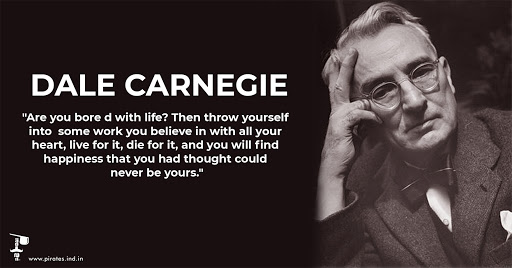 DALE CARNEGIE
"Are you bore d with life? Then throw yourself
into some work you believe in with all your
heart, live for it, die for it, and you will find
happiness that you had thought could
never be yours."
www.pirates.ind.in